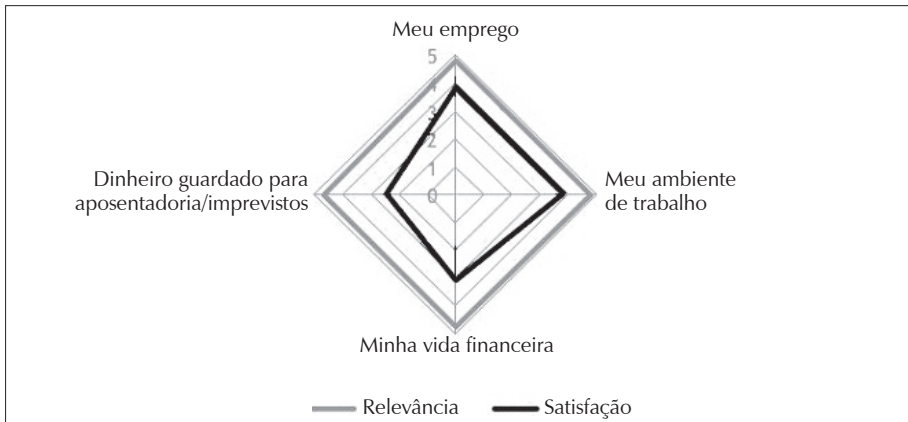 Meu emprego
5
4
3
2
1
0
Dinheiro guardado para
aposentadoria/imprevistos
Meu ambiente
de trabalho
Minha vida financeira
Relevância
Satisfação